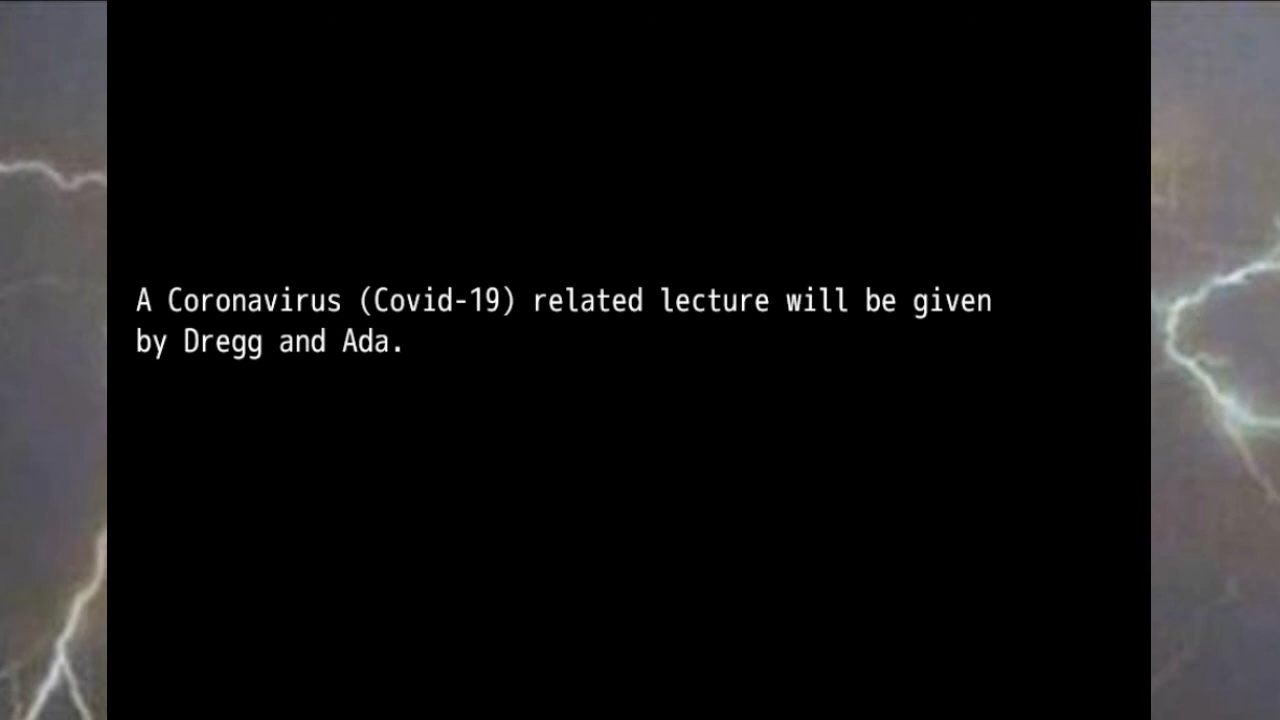 A Coronavirus (Covid-19) related lecture will be given
by Dregg and Ada.